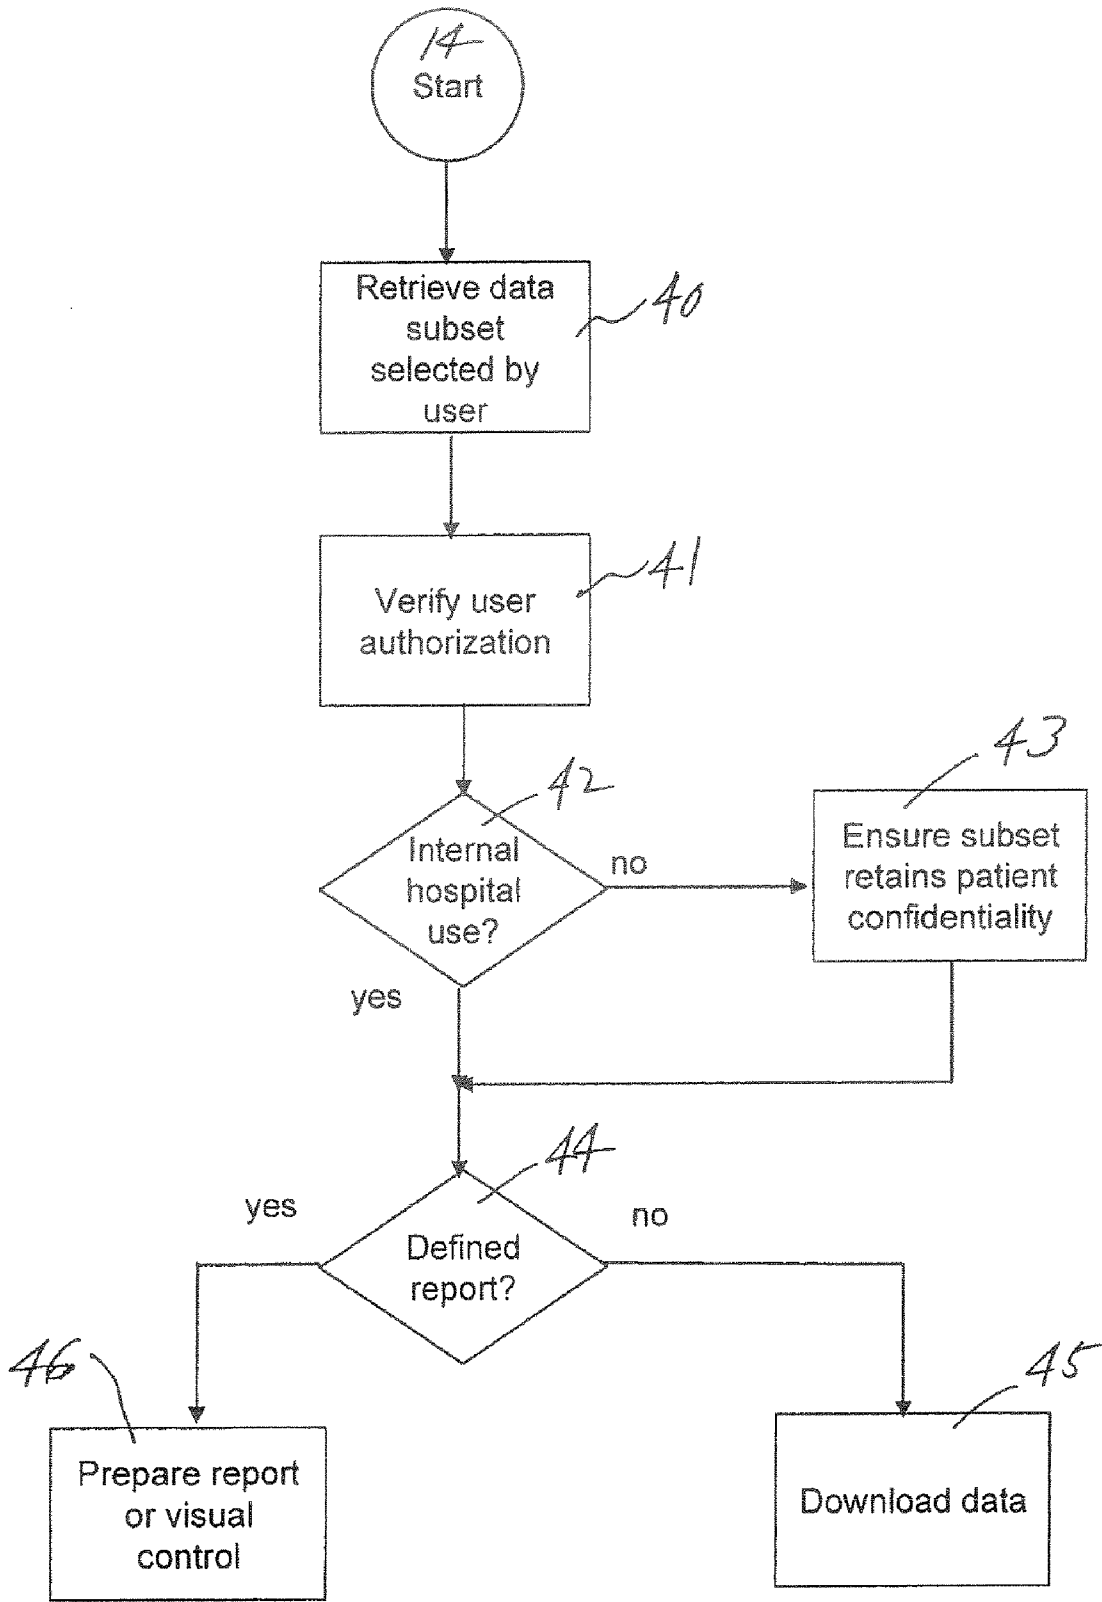 14
Start
Retrieve data
subset
selected by
user
40
Verify user
authorization
41
42
Internal
hospital
use?
no
43
Ensure subset
retains patient
confidentiality
yes
44
yes
no
Defined
report?
46
Prepare report
or visual
control
45
Download data